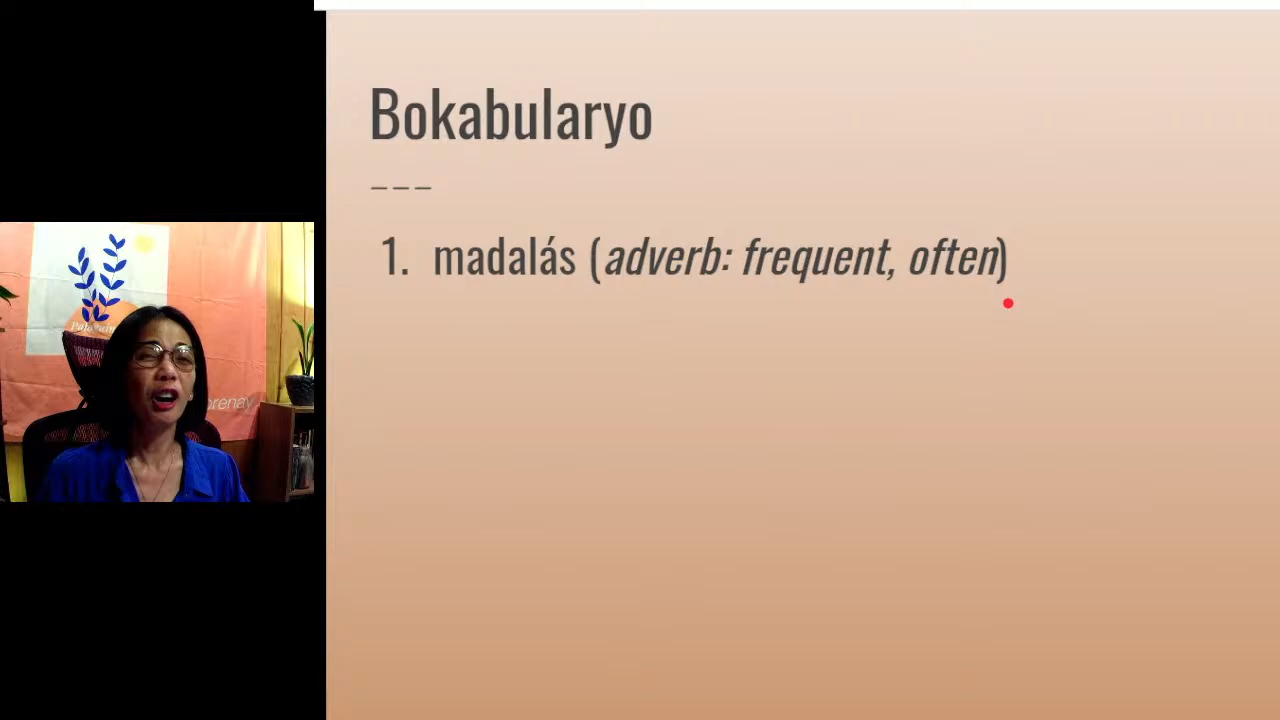 Bokabularyo
---
1. madalás (adverb: frequent, often)